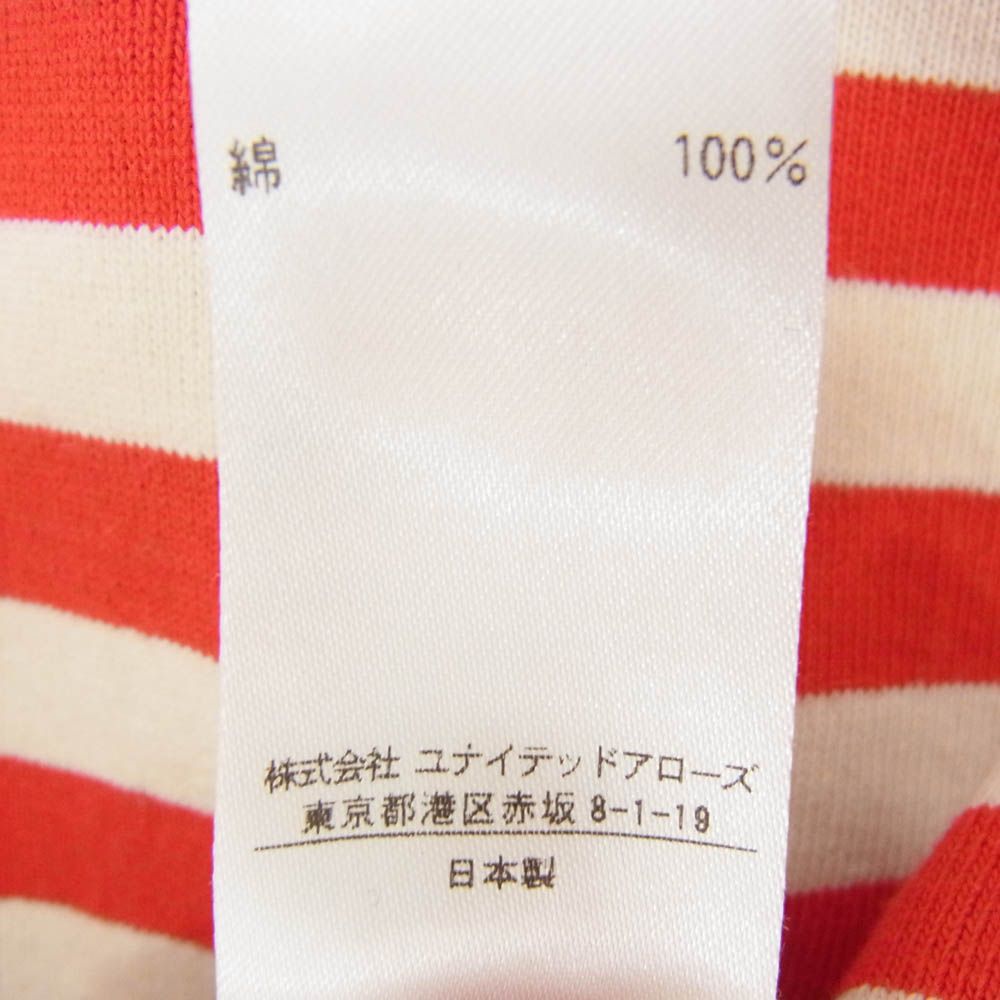 綿 100%
株式会社 ユナイテッドアローズ
東京都港区赤坂 8-1-19
日本製